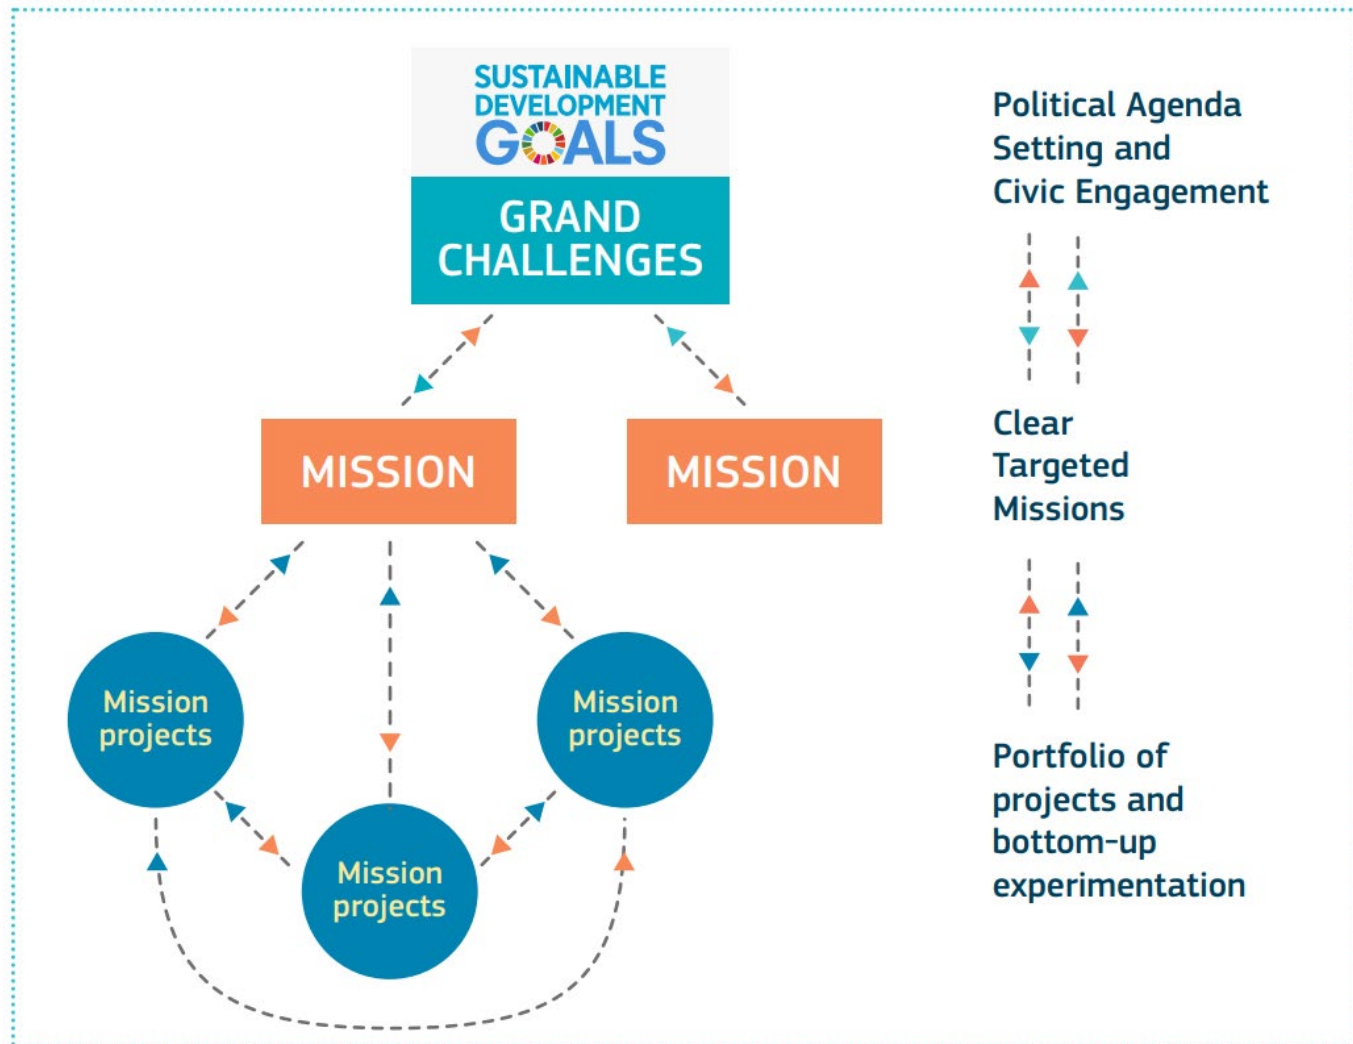 SUSTAINABLE
DEVELOPMENT
GOALS
GRAND
CHALLENGES
MISSION
MISSION
Mission
projects
Mission
projects
Mission
projects
Political Agenda
Setting and
Civic Engagement
Clear
Targeted
Missions
Portfolio of
projects and
bottom-up
experimentation